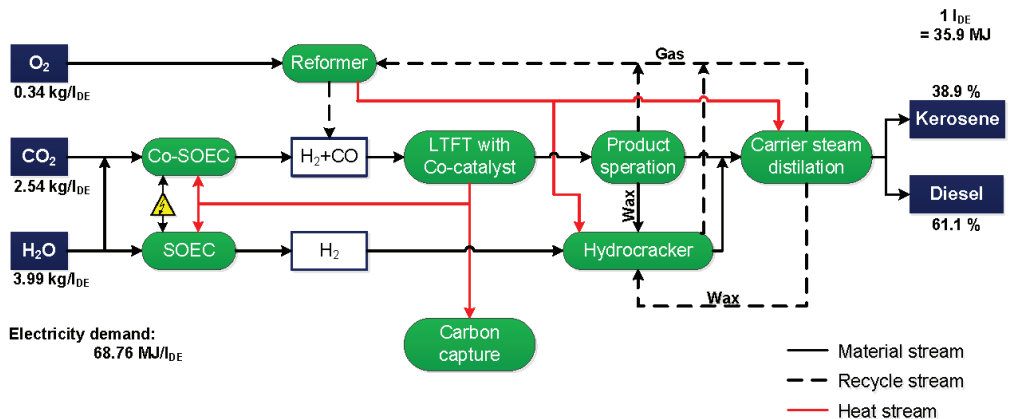 1 lDE
= 35.9 MJ
O2
0.34 kg/lDE
Reformer
Gas
38.9 %
Kerosene
CO2
2.54 kg/lDE
Co-SOEC
H2+CO
LTFT with
Co-catalyst
Product
speration
Carrier steam
distilation
Wax
Diesel
61.1 %
H2O
3.99 kg/lDE
SOEC
H2
Hydrocracker
Wax
Electricity demand:
68.76 MJ/lDE
Carbon
capture
Material stream
Recycle stream
Heat stream